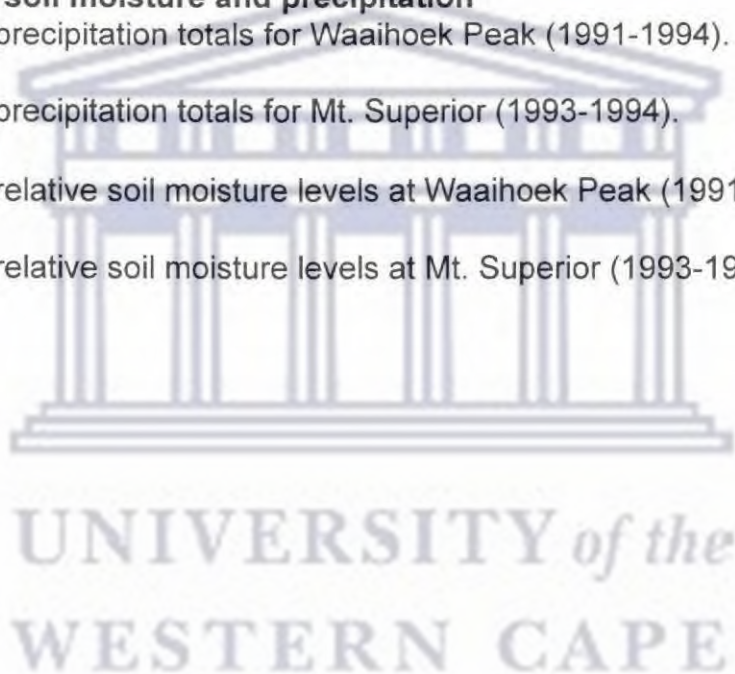 soil moisture and precipitation
precipitation totals for Waaihoek Peak (1991-1994).
precipitation totals for Mt. Superior (1993-1994).
relative soil moisture levels at Waaihoek Peak (1991
relative soil moisture levels at Mt. Superior (1993-19
UNIVERSITY of the
WESTERN CAPE